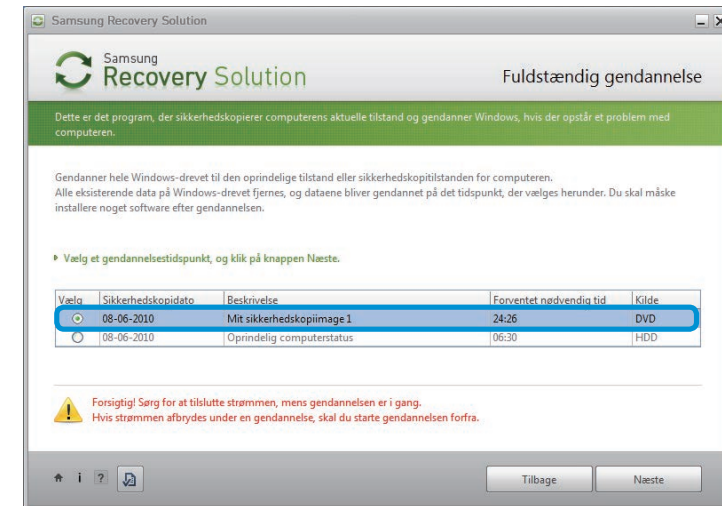 Samsung Recovery Solution
Samsung
Recovery Solution
Fuldstændig gendannelse
Dette er det program, der sikkerhedskopierer computerens aktuelle tilstand og gendanner Windows, hvis der opstår et problem med
computeren.
Gendanner hele Windows-drevet til den oprindelige tilstand eller sikkerhedskopitilstanden for computeren.
Alle eksisterende data på Windows-drevet fjernes, og dataene bliver gendannet på det tidspunkt, der vælges herunder. Du skal måske
installere noget software efter gendannelsen.
Vælg et gendannelsestidspunkt, og klik på knappen Næste.
Vælg Sikkerhedskopidato Beskrivelse Forventet nødvendig tid Kilde
08-06-2010 Mit sikkerhedskopiimage 1 24:26 DVD
08-06-2010 Oprindelig computerstatus 06:30 HDD
Forsigtig! Sørg for at tilslutte strømmen, mens gendannelsen er i gang.
Hvis strømmen afbrydes under en gendannelse, skal du starte gendannelsen forfra.
i ? Tilbage Næste